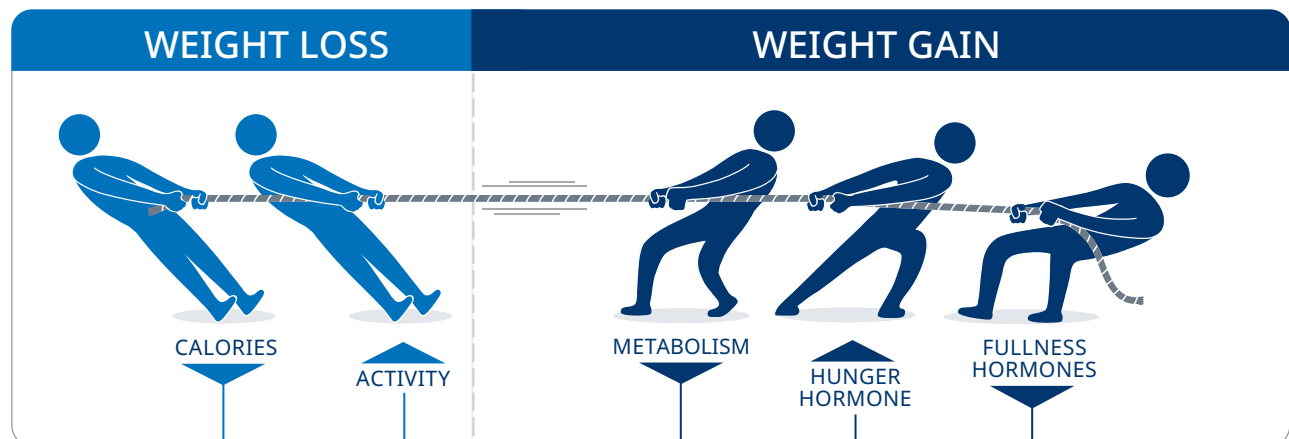 WEIGHT LOSS
WEIGHT GAIN
CALORIES
ACTIVITY
METABOLISM
HUNGER
HORMONE
FULLNESS
HORMONES